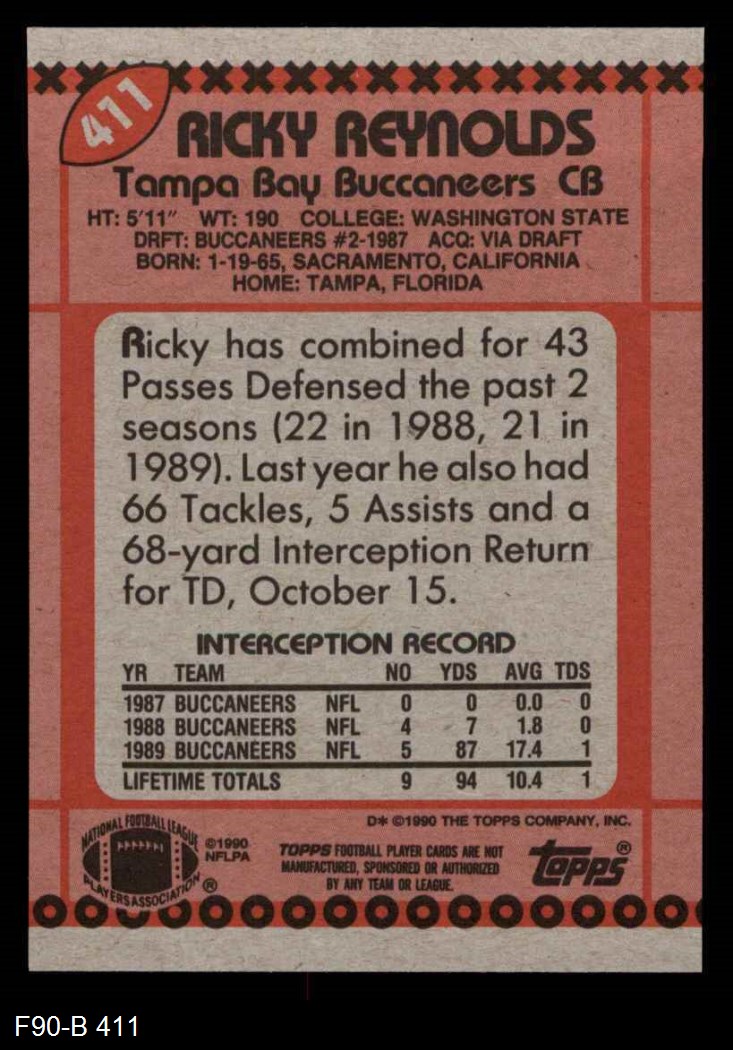 411
RICKY REYNOLDS
Tampa Bay Buccaneers CB
HT: 5'11" WT: 190 COLLEGE: WASHINGTON STATE
DRFT: BUCCANEERS #2-1987 ACQ: VIA DRAFT
BORN: 1-19-65, SACRAMENTO, CALIFORNIA
HOME: TAMPA, FLORIDA
Ricky has combined for 43
Passes Defensed the past 2
seasons (22 in 1988, 21 in
1989). Last year he also had
66 Tackles, 5 Assists and a
68-yard Interception Return
for TD, October 15.
INTERCEPTION RECORD
YR TEAM NO YDS AVG TDS
1987 BUCCANEERS NFL 0 0 0.0 0
1988 BUCCANEERS NFL 4 7 1.8 0
1989 BUCCANEERS NFL 5 87 17.4 1
LIFETIME TOTALS 9 94 10.4 1
D* ©1990 THE TOPPS COMPANY, INC.
NATIONAL FOOTBALL LEAGUE
PLAYERS ASSOCIATION ®
©1990
NFLPA
TOPPS FOOTBALL PLAYER CARDS ARE NOT
MANUFACTURED, SPONSORED OR AUTHORIZED
BY ANY TEAM OR LEAGUE.
topps ®
F90-B 411